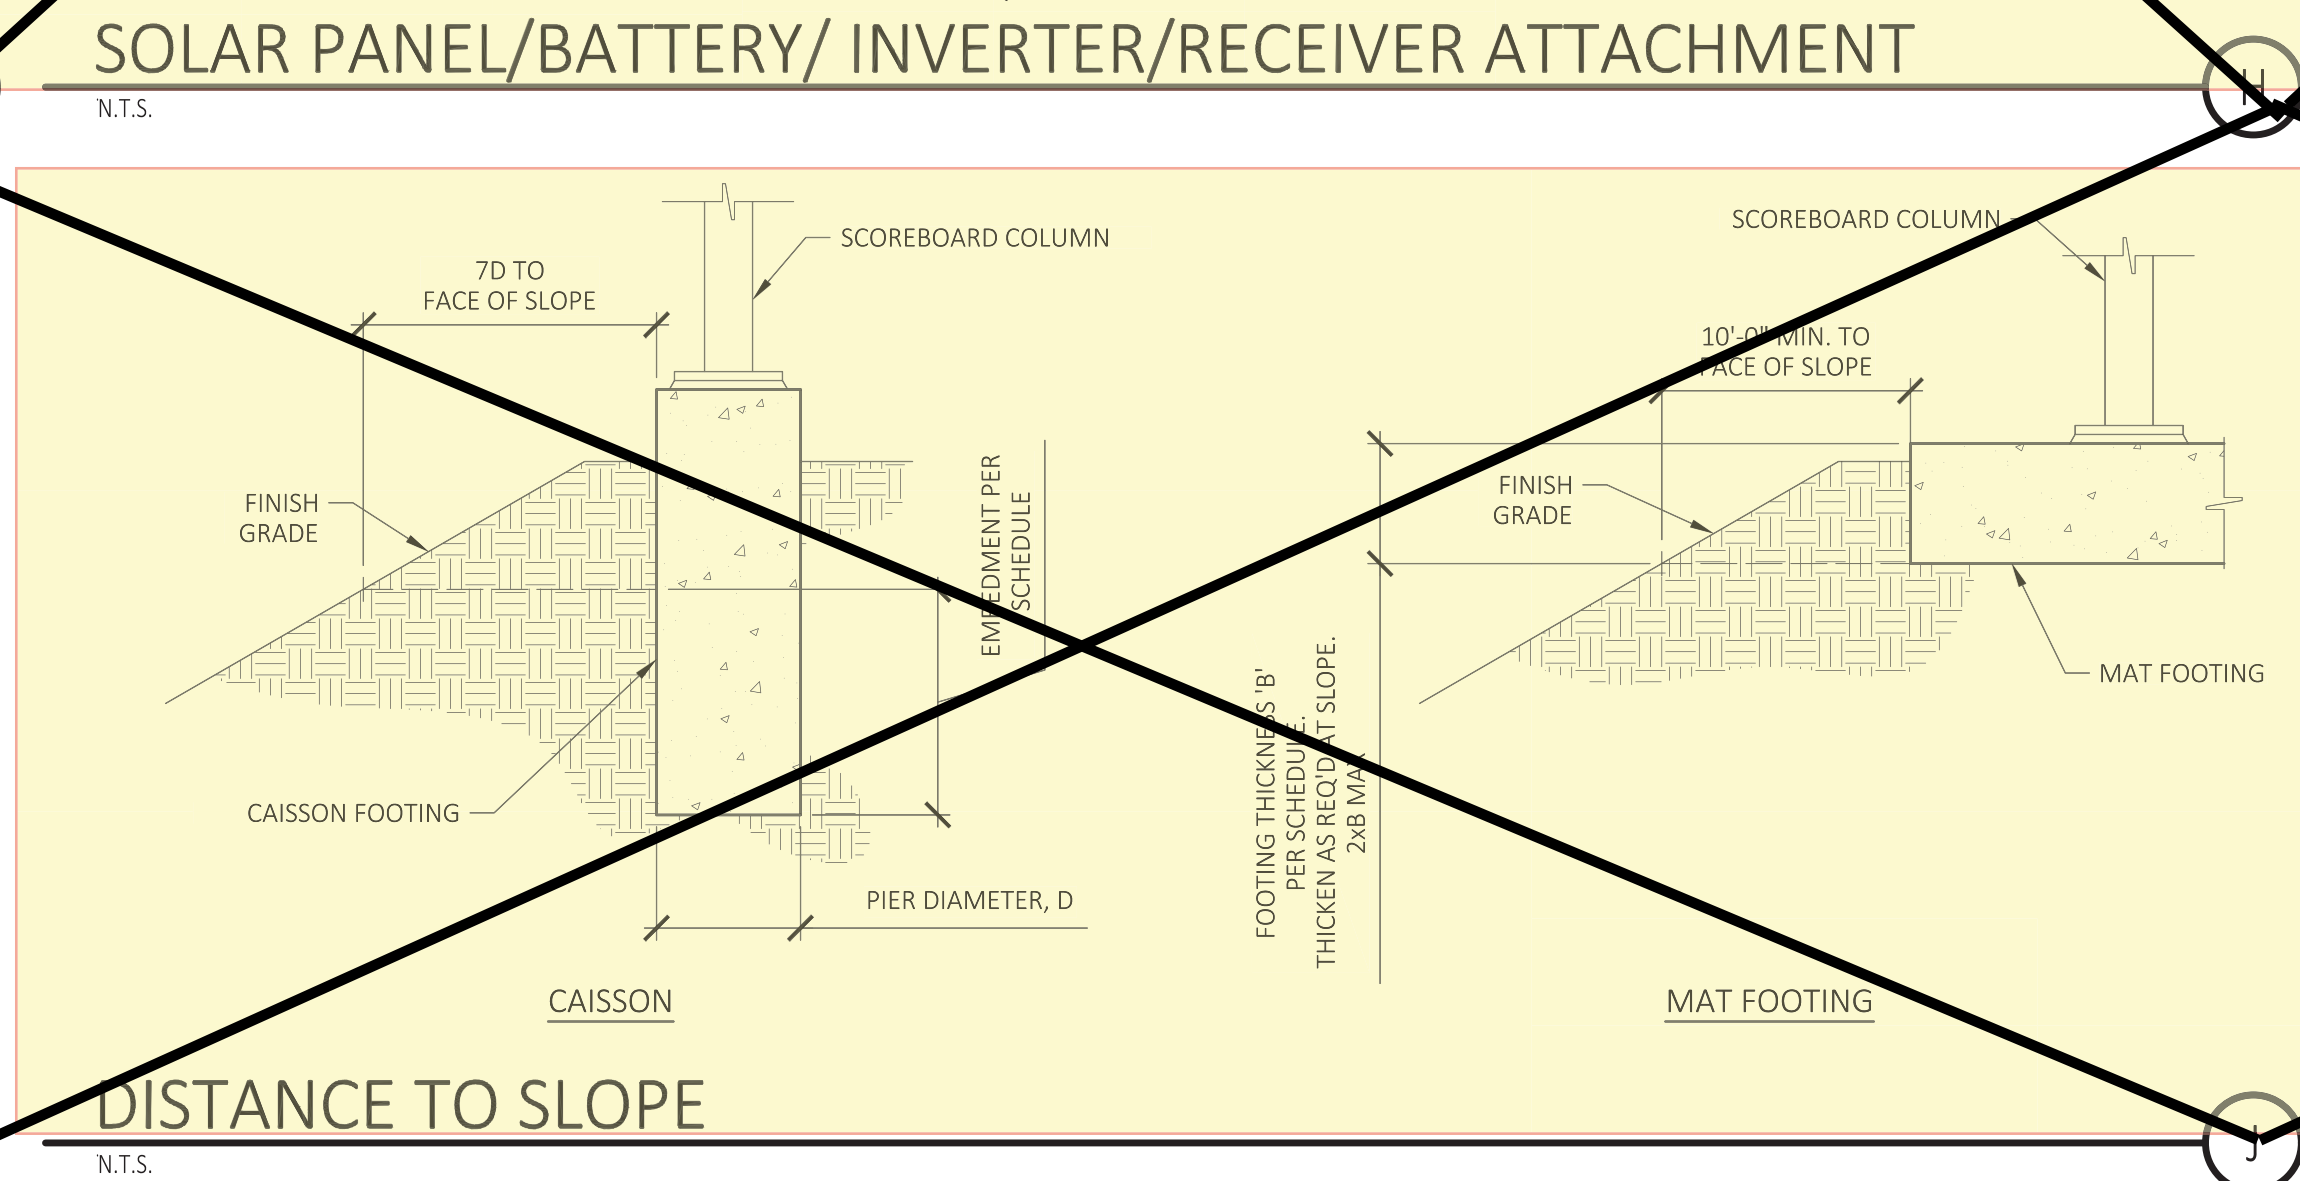 SOLAR PANEL/BATTERY/ INVERTER/RECEIVER ATTACHMENT
H
N.T.S.
SCOREBOARD COLUMN
7D TO
FACE OF SLOPE
FINISH
GRADE
EMBEDMENT PER
SCHEDULE
CAISSON FOOTING
PIER DIAMETER, D
CAISSON
SCOREBOARD COLUMN
10'-0" MIN. TO
FACE OF SLOPE
FINISH
GRADE
FOOTING THICKNESS 'B'
PER SCHEDULE.
THICKEN AS REQ'D AT SLOPE.
2xB MAX
MAT FOOTING
MAT FOOTING
DISTANCE TO SLOPE
J
N.T.S.